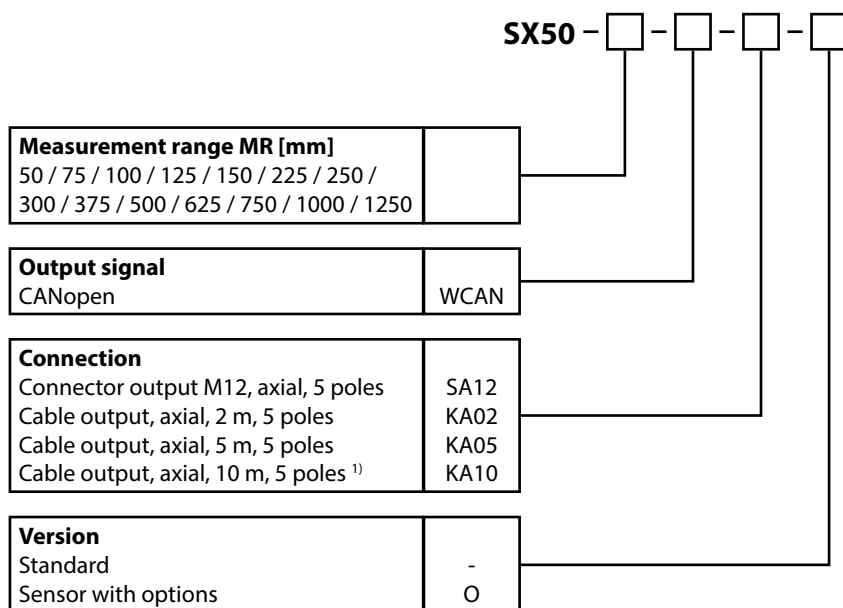 SX50 – – – –
Measurement range MR [mm]
50 / 75 / 100 / 125 / 150 / 225 / 250 /
300 / 375 / 500 / 625 / 750 / 1000 / 1250
Output signal
CANopen WCAN
Connection
Connector output M12, axial, 5 poles SA12
Cable output, axial, 2 m, 5 poles KA02
Cable output, axial, 5 m, 5 poles KA05
Cable output, axial, 10 m, 5 poles 1) KA10
Version
Standard -
Sensor with options O